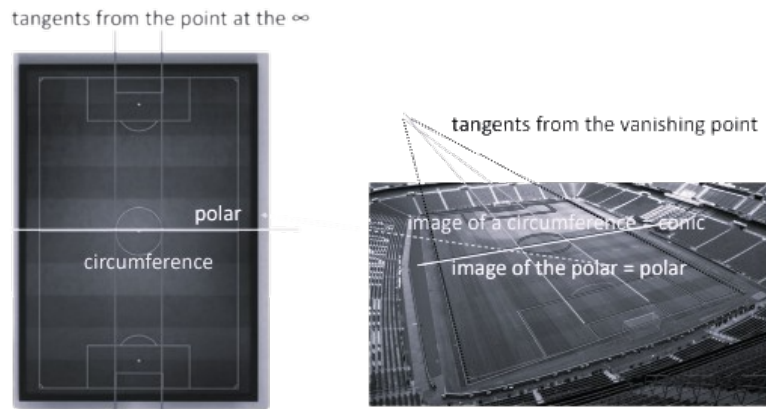 tangents from the point at the ∞
polar
circumference
tangents from the vanishing point
image of a circumference = conic
image of the polar = polar